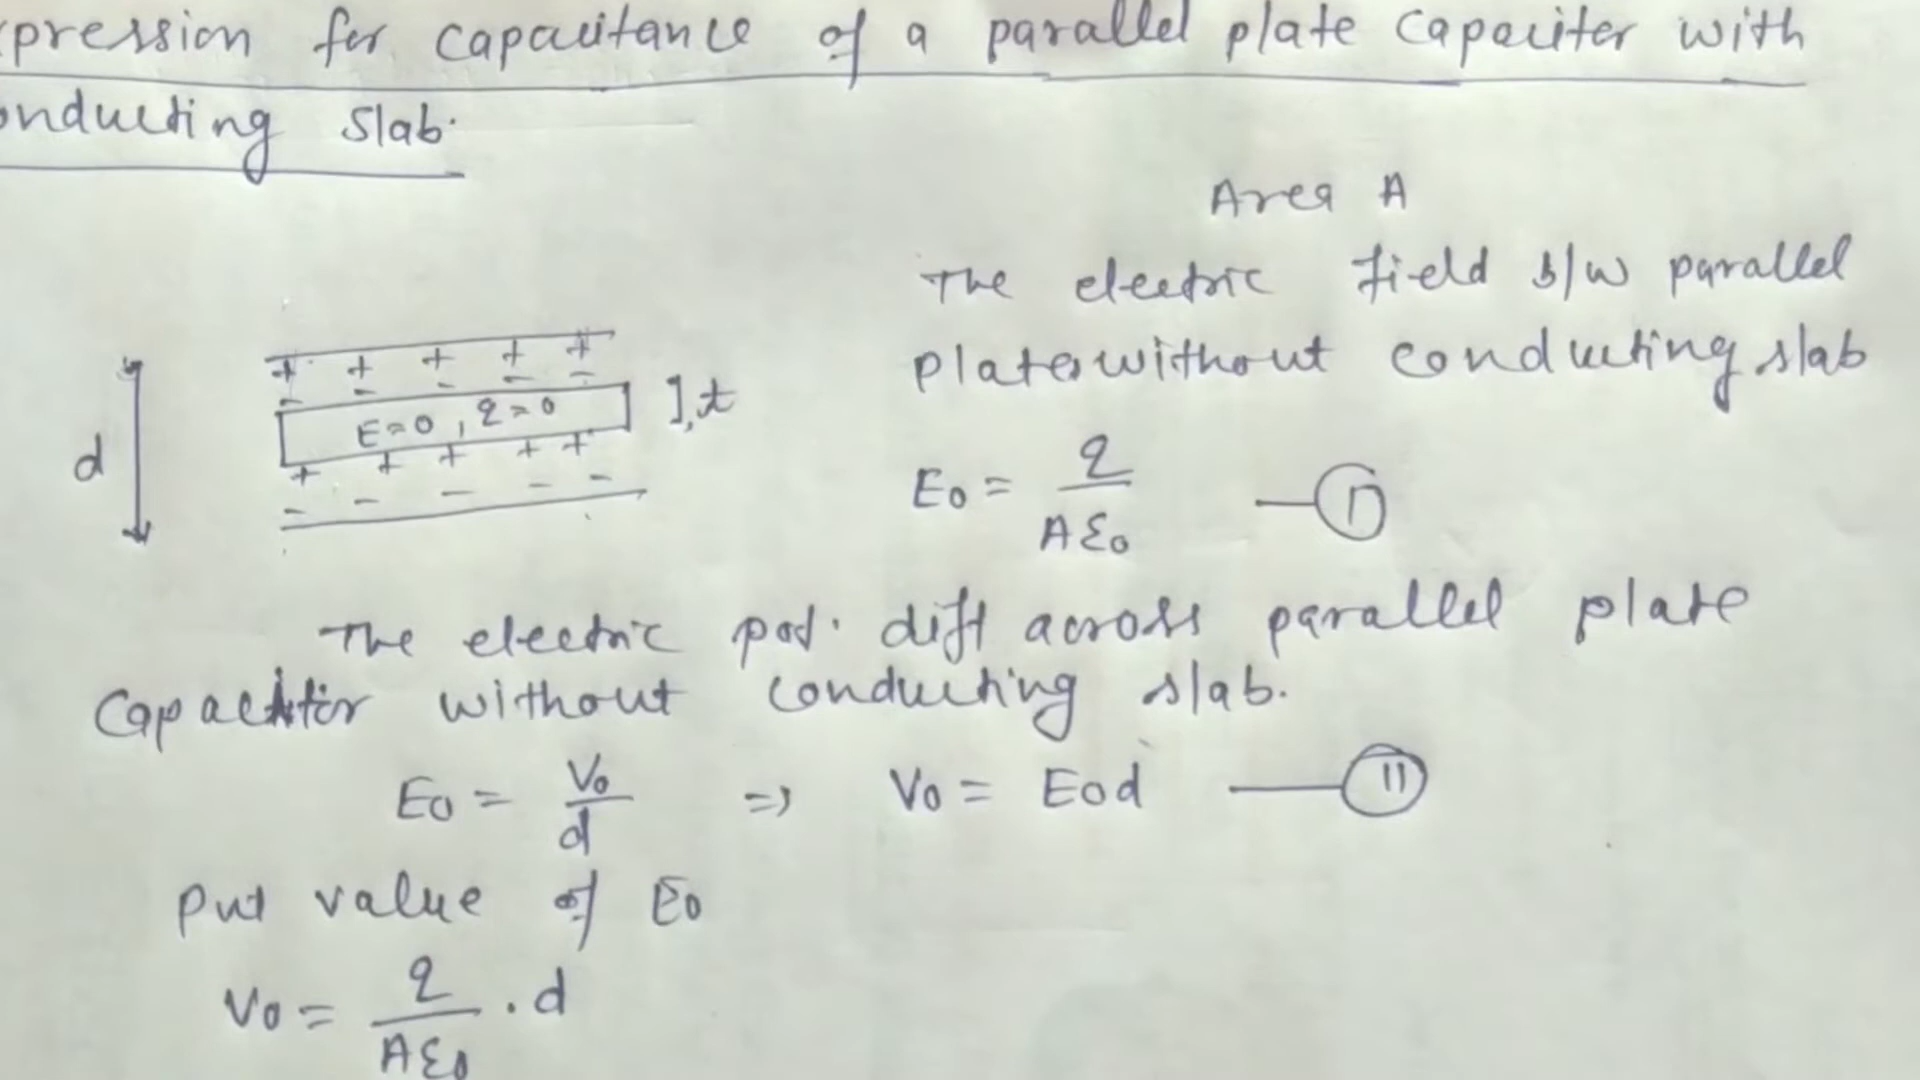 pression for capacitance of a parallel plate capaciter with
onducting slab.
Area A
The electric field b/w parallel
plates without conducting slab
+ + + + +
- - - - -
E=0, q=0
], t
+ + + + +
- - - - -
d
E0 = q / Aε0 — I
The electric pot. diff across parallel plate
Capacitor without conducting slab.
E0 = V0 / d => V0 = E0d — II
Put value of E0
V0 = q / Aε0 . d